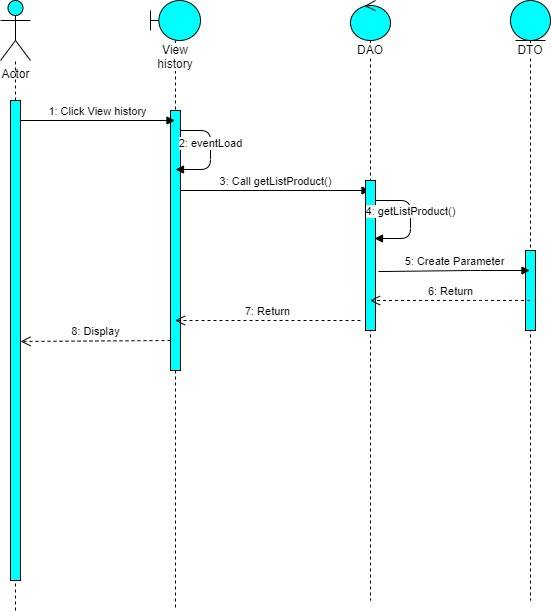 View
history
DAO
DTO
Actor
1: Click View history
2: eventLoad
3: Call getListProduct()
4: getListProduct()
5: Create Parameter
6: Return
7: Return
8: Display